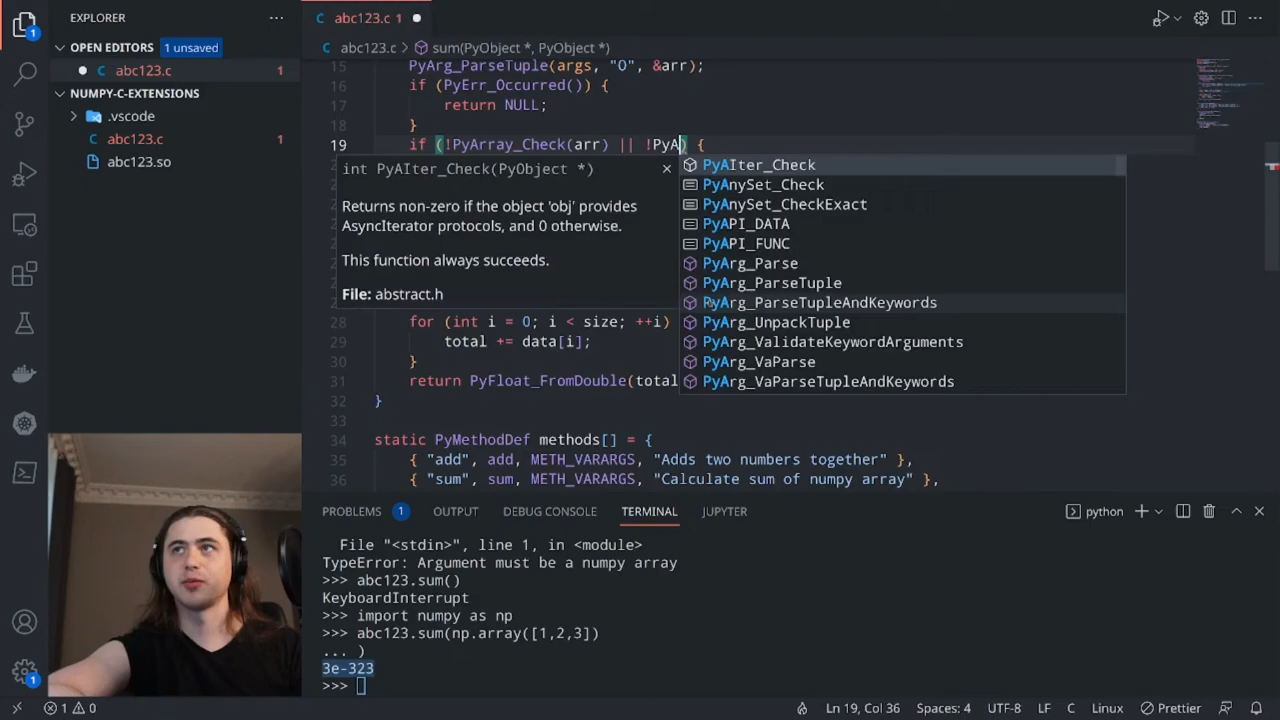 EXPLORER
abc123.c 1
OPEN EDITORS
1 unsaved
abc123.c
1
NUMPY-C-EXTENSIONS
.vscode
abc123.c
1
abc123.so
1
1
abc123.c > sum(PyObject *, PyObject *)
15 PyArg_ParseTuple(args, "O", &arr);
16 if (PyErr_Occurred()) {
17 return NULL;
18 }
19 if (!PyArray_Check(arr) || !PyA) {
int PyAIter_Check(PyObject *)
Returns non-zero if the object 'obj' provides
AsyncIterator protocols, and 0 otherwise.
This function always succeeds.
File: abstract.h
PyAIter_Check
PyAnySet_Check
PyAnySet_CheckExact
PyAPI_DATA
PyAPI_FUNC
PyArg_Parse
PyArg_ParseTuple
PyArg_ParseTupleAndKeywords
PyArg_UnpackTuple
PyArg_ValidateKeywordArguments
PyArg_VaParse
PyArg_VaParseTupleAndKeywords
28 for (int i = 0; i < size; ++i)
29 total += data[i];
30 }
31 return PyFloat_FromDouble(total
32 }
33
34 static PyMethodDef methods[] = {
35 { "add", add, METH_VARARGS, "Adds two numbers together" },
36 { "sum", sum, METH_VARARGS, "Calculate sum of numpy array" },
PROBLEMS 1 OUTPUT DEBUG CONSOLE TERMINAL JUPYTER
python
File "<stdin>", line 1, in <module>
TypeError: Argument must be a numpy array
>>> abc123.sum()
KeyboardInterrupt
>>> import numpy as np
>>> abc123.sum(np.array([1,2,3])
... )
3e-323
>>>
1 0
Ln 19, Col 36 Spaces: 4 UTF-8 LF C Linux Prettier